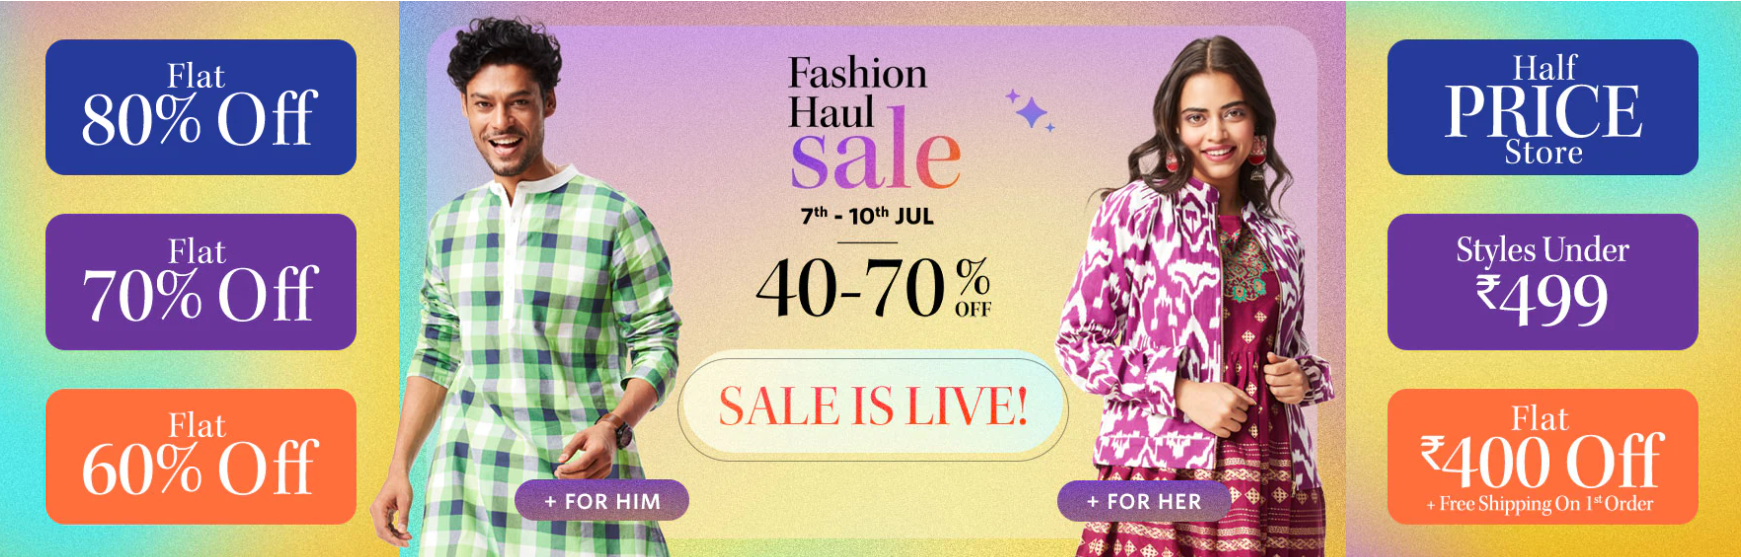 Flat
80% Off
Flat
70% Off
Flat
60% Off
Fashion
Haul
sale
7th - 10th JUL
40-70% OFF
SALE IS LIVE!
+ FOR HIM
+ FOR HER
Half
PRICE
Store
Styles Under
₹499
Flat
₹400 Off
+ Free Shipping On 1st Order